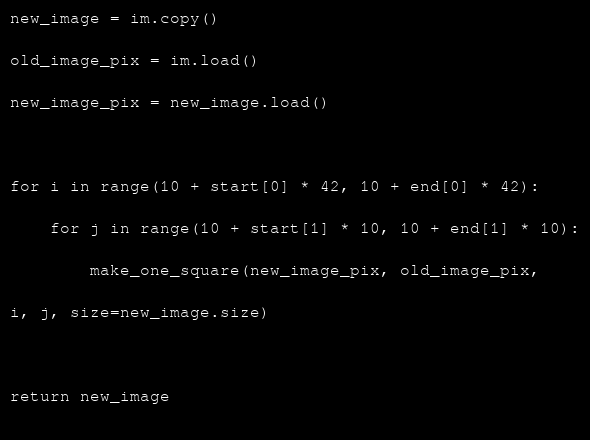 new_image = im.copy()
old_image_pix = im.load()
new_image_pix = new_image.load()
for i in range(10 + start[0] * 42, 10 + end[0] * 42):
    for j in range(10 + start[1] * 10, 10 + end[1] * 10):
        make_one_square(new_image_pix, old_image_pix,
i, j, size=new_image.size)
return new_image